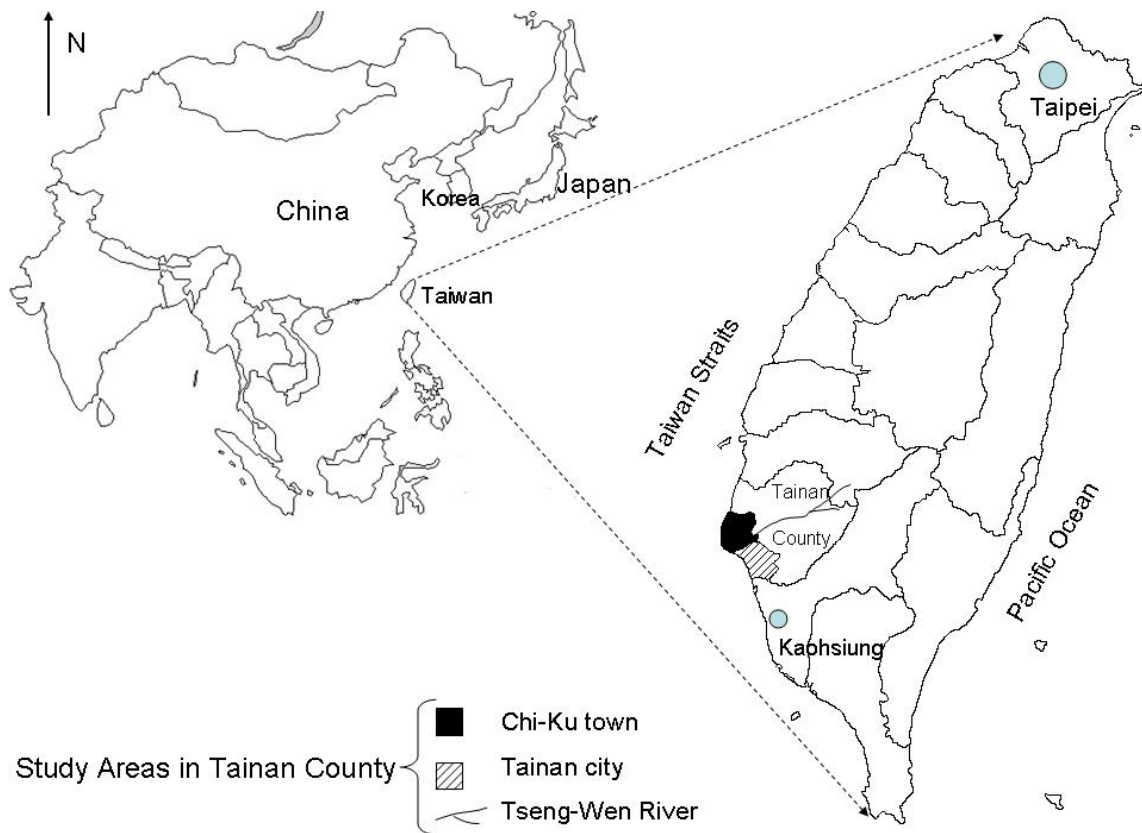 N
China
Korea
Japan
Taiwan
Taipei
Taiwan Straits
Tainan
County
Pacific Ocean
Kaohsiung
Study Areas in Tainan County
Chi-Ku town
Tainan city
Tseng-Wen River